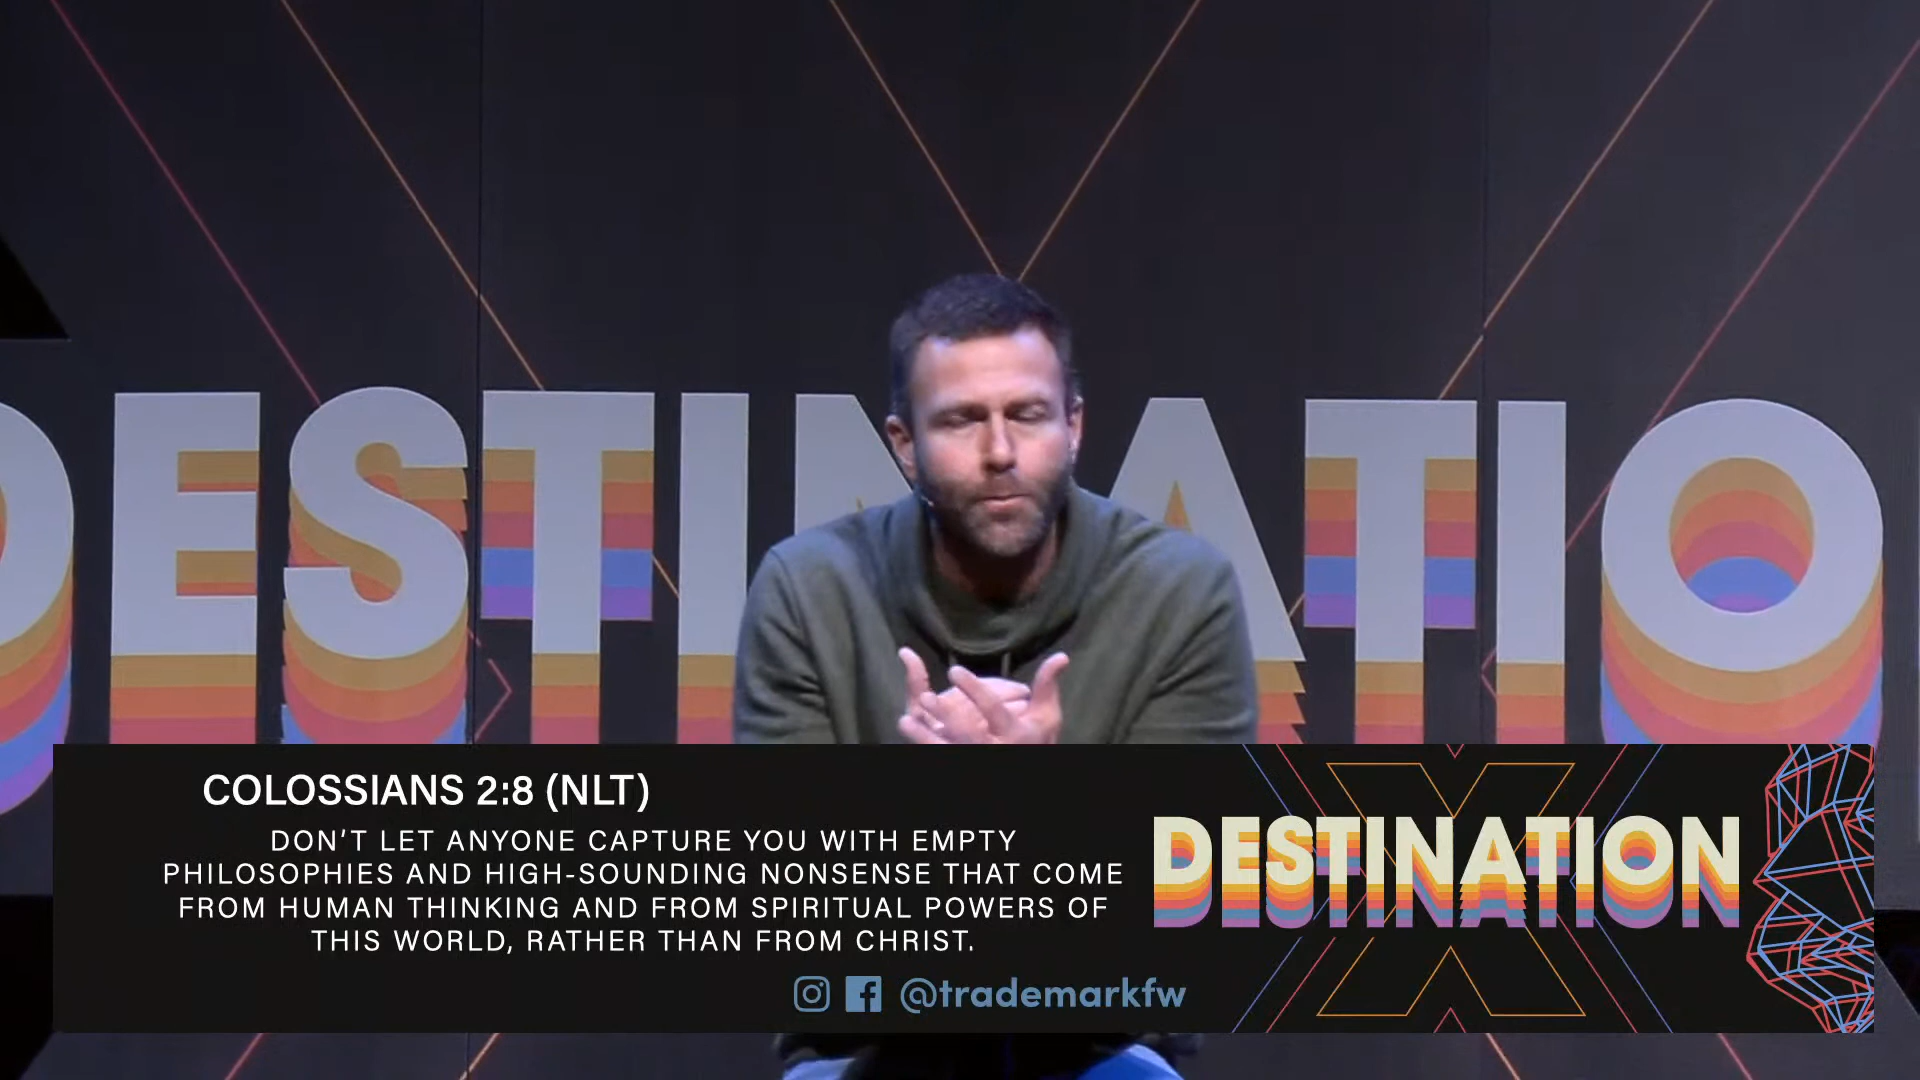 DESTINATIO
COLOSSIANS 2:8 (NLT)
DON'T LET ANYONE CAPTURE YOU WITH EMPTY
PHILOSOPHIES AND HIGH-SOUNDING NONSENSE THAT COME
FROM HUMAN THINKING AND FROM SPIRITUAL POWERS OF
THIS WORLD, RATHER THAN FROM CHRIST.
@trademarkfw
DESTINATION
X